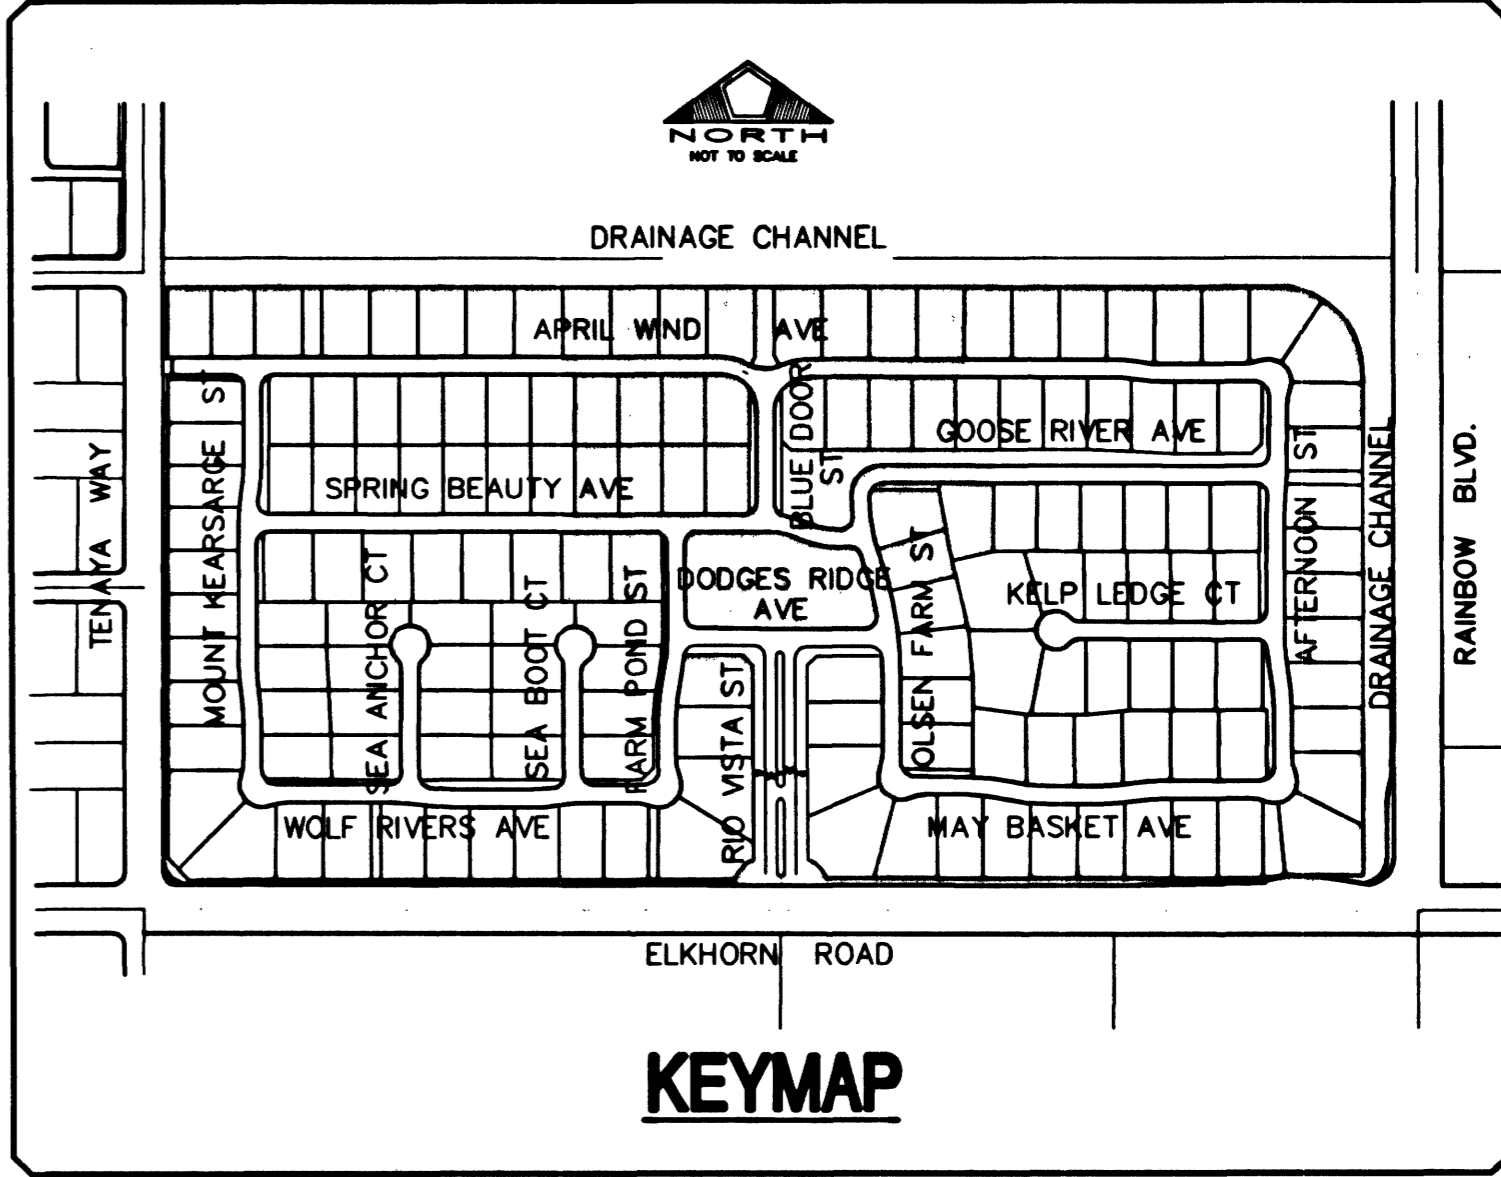 NORTH
NOT TO SCALE
DRAINAGE CHANNEL
APRIL WIND AVE
MOUNT KEARSARGE ST
BLUE DOOR
ST
GOOSE RIVER AVE
SPRING BEAUTY AVE
TENAYA WAY
AFTERNOON ST
DRAINAGE CHANNEL
RAINBOW BLVD.
SEA ANCHOR CT
SEA BOOT CT
FARM POND ST
DODGES RIDGE
AVE
OLSEN FARM ST
KELP LEDGE CT
RIO VISTA ST
WOLF RIVERS AVE
MAY BASKET AVE
ELKHORN ROAD
KEYMAP